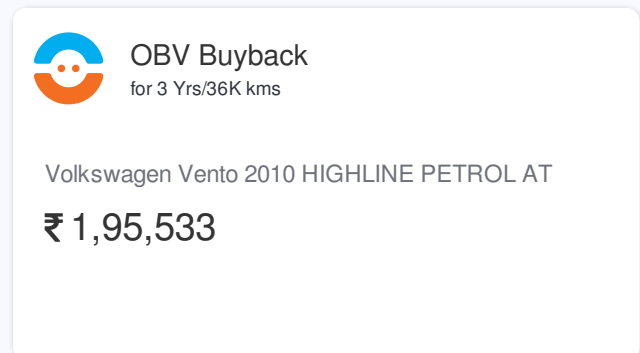 OBV Buyback
for 3 Yrs/36K kms
Volkswagen Vento 2010 HIGHLINE PETROL AT
₹ 1,95,533